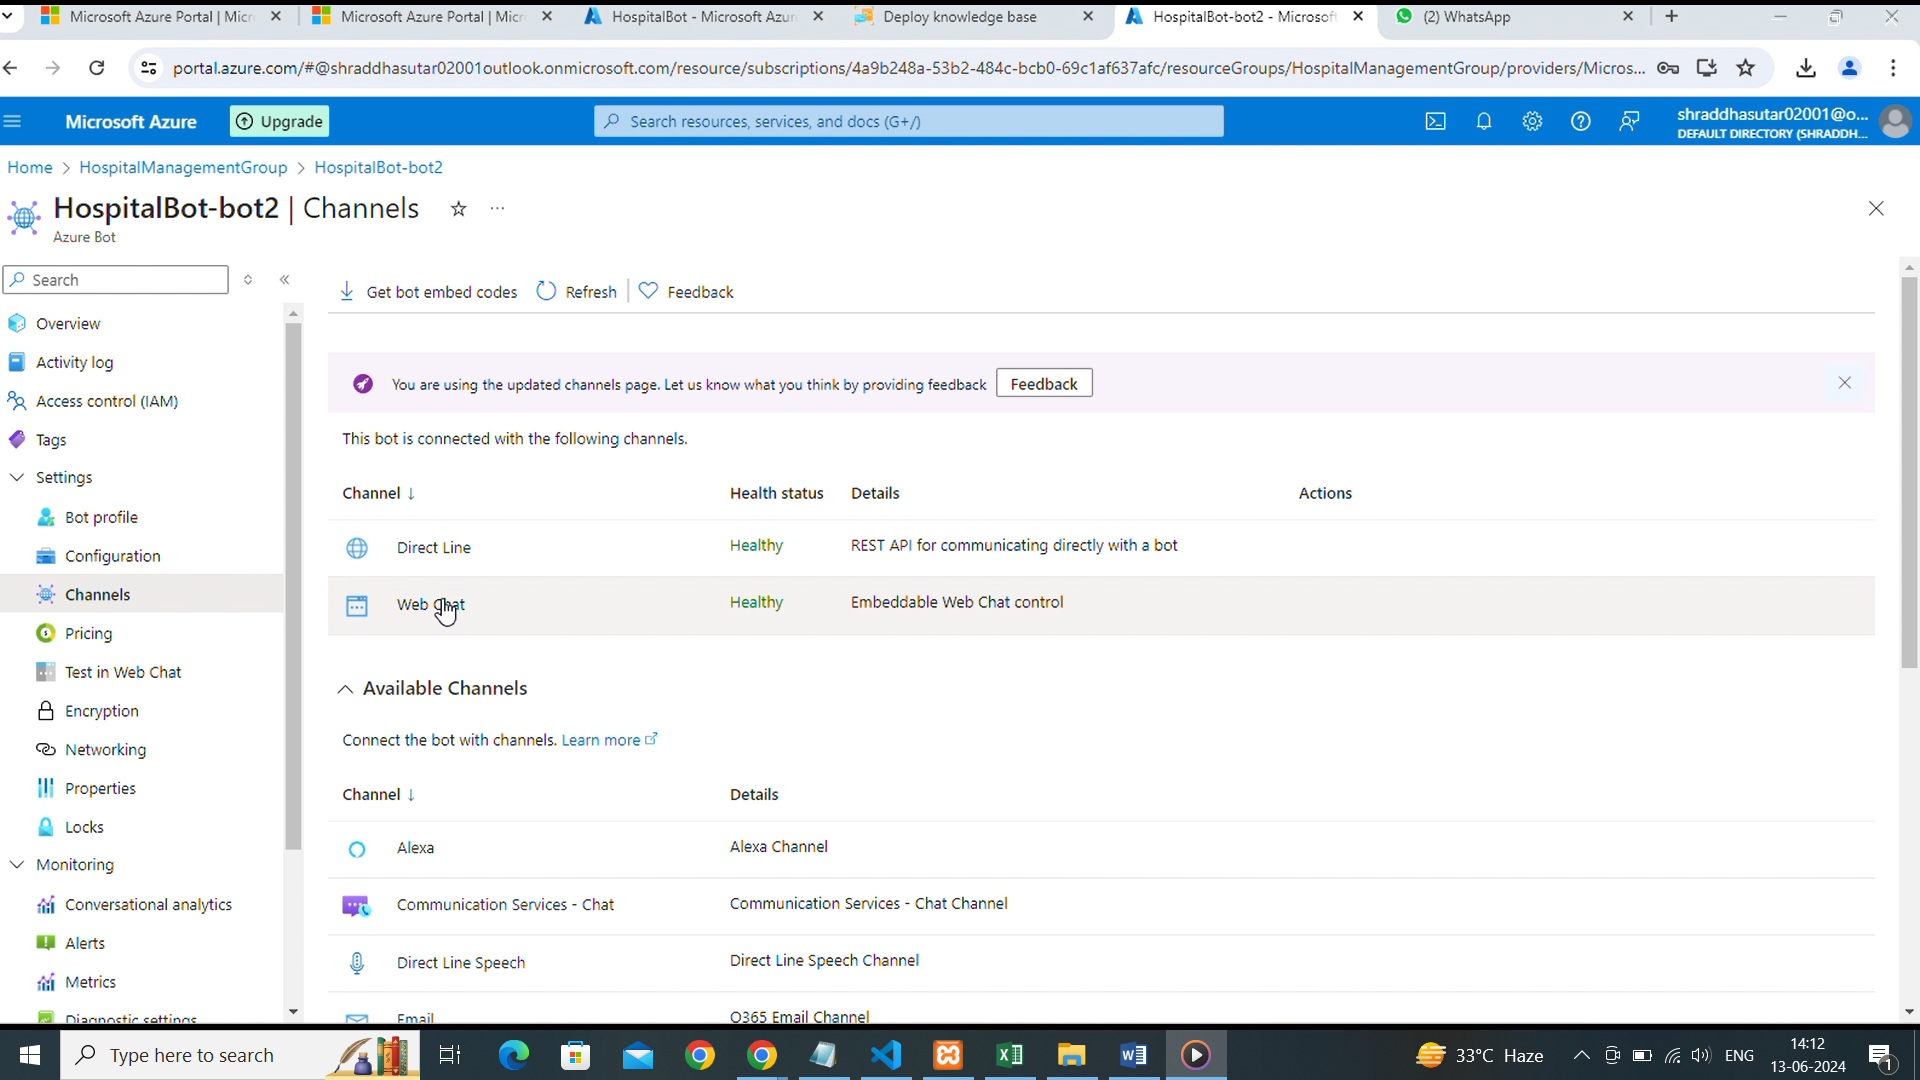 Microsoft Azure Portal | Micr
Microsoft Azure Portal | Micr
HospitalBot - Microsoft Azur
Deploy knowledge base
HospitalBot-bot2 - Microsoft
(2) WhatsApp
portal.azure.com/#@shraddhasutar02001outlook.onmicrosoft.com/resource/subscriptions/4a9b248a-53b2-484c-bcb0-69c1af637afc/resourceGroups/HospitalManagementGroup/providers/Micros...
Microsoft Azure
Upgrade
Search resources, services, and docs (G+/)
shraddhasutar02001@o...
DEFAULT DIRECTORY (SHRADDH...
Home > HospitalManagementGroup > HospitalBot-bot2
HospitalBot-bot2 | Channels
Azure Bot
Search
Overview
Activity log
Access control (IAM)
Tags
Settings
Bot profile
Configuration
Channels
Pricing
Test in Web Chat
Encryption
Networking
Properties
Locks
Monitoring
Conversational analytics
Alerts
Metrics
Diagnostic settings
Get bot embed codes
Refresh
Feedback
You are using the updated channels page. Let us know what you think by providing feedback
Feedback
This bot is connected with the following channels.
Channel ↓ Health status Details Actions
Direct Line Healthy REST API for communicating directly with a bot
Web Chat Healthy Embeddable Web Chat control
Available Channels
Connect the bot with channels. Learn more
Channel ↓ Details
Alexa Alexa Channel
Communication Services - Chat Communication Services - Chat Channel
Direct Line Speech Direct Line Speech Channel
Email O365 Email Channel
Type here to search
33°C Haze
ENG
14:12
13-06-2024
1